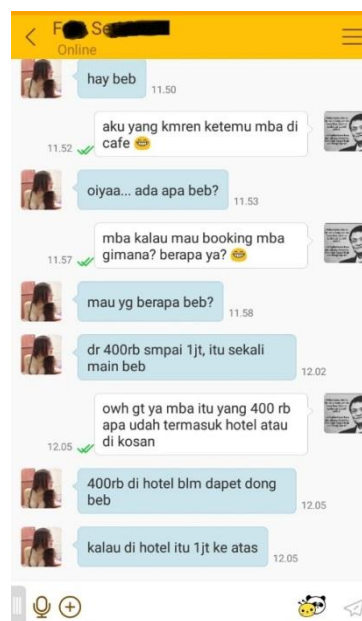 Online
hay beb
11.50
aku yang kmren ketemu mba di
cafe
11.52
oiyaa... ada apa beb?
11.53
mba kalau mau booking mba
gimana? berapa ya?
11.57
mau yg berapa beb?
11.58
dr 400rb smpai 1jt, itu sekali
main beb
12.02
owh gt ya mba itu yang 400 rb
apa udah termasuk hotel atau
di kosan
12.05
400rb di hotel blm dapet dong
beb
12.05
kalau di hotel itu 1jt ke atas
12.05